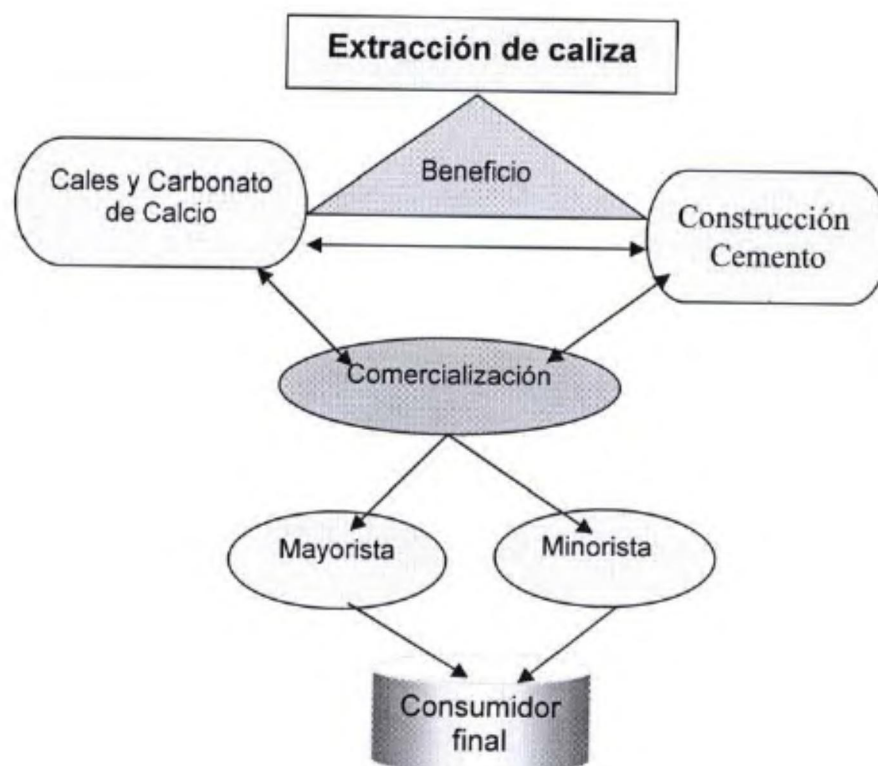 Extracción de caliza
Beneficio
Cales y Carbonato
de Calcio
Construcción
Cemento
Comercialización
Mayorista
Minorista
Consumidor
final